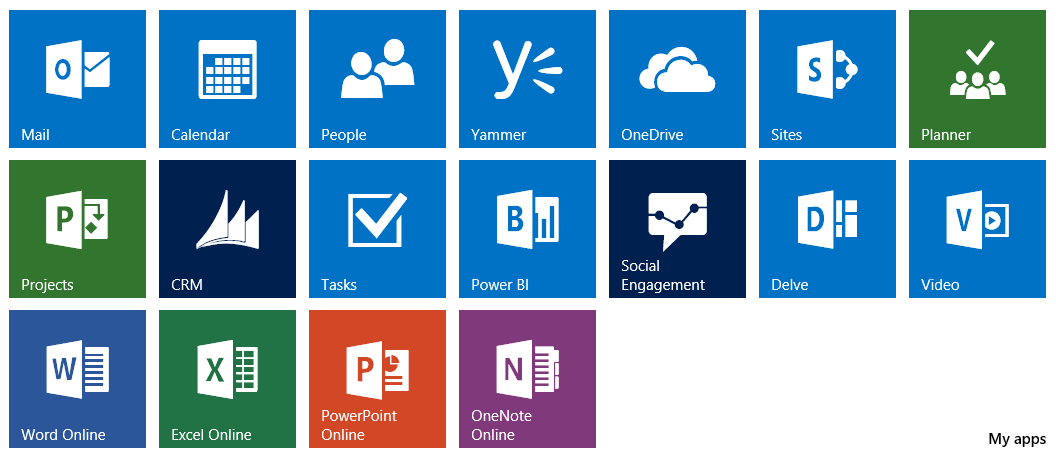 Mail
Calendar
People
Yammer
OneDrive
Sites
Planner
Projects
CRM
Tasks
Power BI
Social
Engagement
Delve
Video
Word Online
Excel Online
PowerPoint
Online
OneNote
Online
My apps